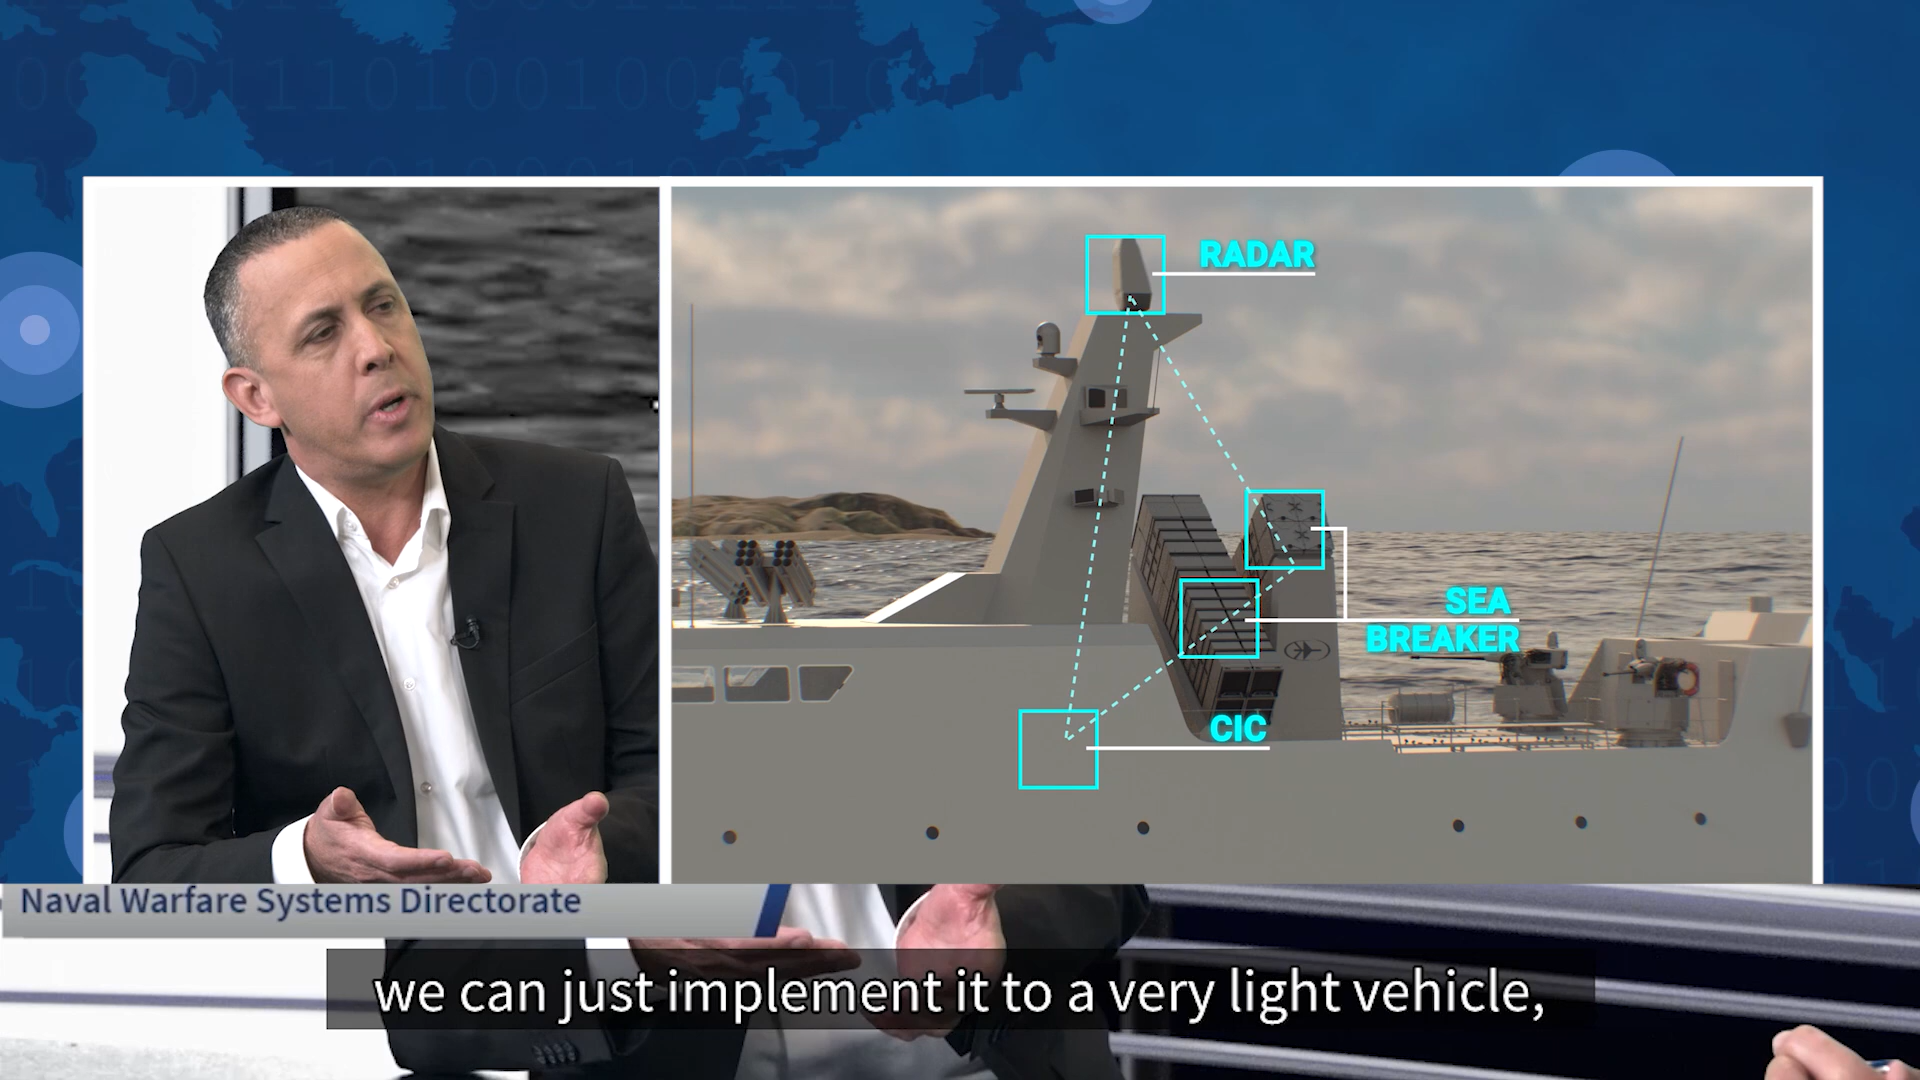 RADAR
SEA
BREAKER
CIC
Naval Warfare Systems Directorate
we can just implement it to a very light vehicle,